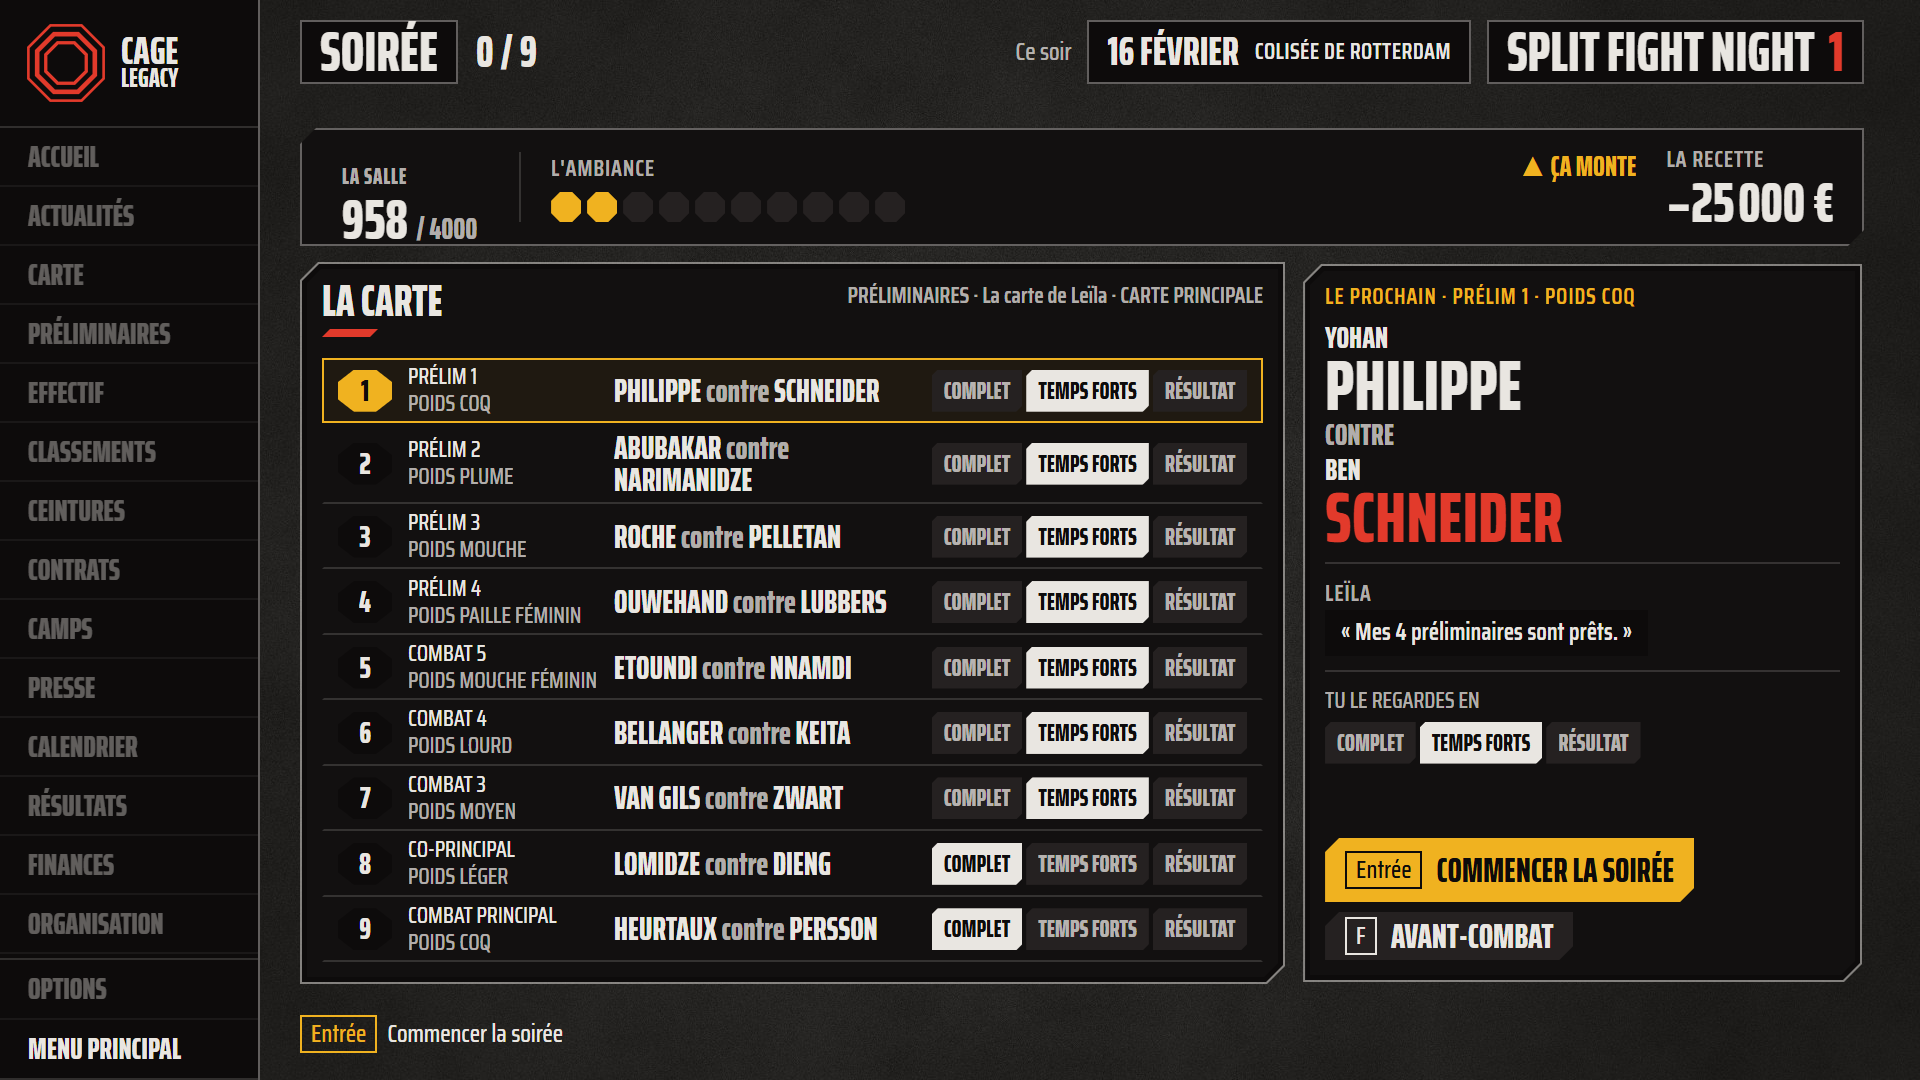 CAGE
LEGACY
ACCUEIL
ACTUALITÉS
CARTE
PRÉLIMINAIRES
EFFECTIF
CLASSEMENTS
CEINTURES
CONTRATS
CAMPS
PRESSE
CALENDRIER
RÉSULTATS
FINANCES
ORGANISATION
OPTIONS
MENU PRINCIPAL
SOIRÉE 0 / 9
Ce soir 16 FÉVRIER COLISÉE DE ROTTERDAM SPLIT FIGHT NIGHT 1
LA SALLE
958 / 4000
L'AMBIANCE
▲ ÇA MONTE
LA RECETTE
−25 000 €
LA CARTE
PRÉLIMINAIRES · La carte de Leïla · CARTE PRINCIPALE
1 PRÉLIM 1 POIDS COQ PHILIPPE contre SCHNEIDER COMPLET TEMPS FORTS RÉSULTAT
2 PRÉLIM 2 POIDS PLUME ABUBAKAR contre NARIMANIDZE COMPLET TEMPS FORTS RÉSULTAT
3 PRÉLIM 3 POIDS MOUCHE ROCHE contre PELLETAN COMPLET TEMPS FORTS RÉSULTAT
4 PRÉLIM 4 POIDS PAILLE FÉMININ OUWEHAND contre LUBBERS COMPLET TEMPS FORTS RÉSULTAT
5 COMBAT 5 POIDS MOUCHE FÉMININ ETOUNDI contre NNAMDI COMPLET TEMPS FORTS RÉSULTAT
6 COMBAT 4 POIDS LOURD BELLANGER contre KEITA COMPLET TEMPS FORTS RÉSULTAT
7 COMBAT 3 POIDS MOYEN VAN GILS contre ZWART COMPLET TEMPS FORTS RÉSULTAT
8 CO-PRINCIPAL POIDS LÉGER LOMIDZE contre DIENG COMPLET TEMPS FORTS RÉSULTAT
9 COMBAT PRINCIPAL POIDS COQ HEURTAUX contre PERSSON COMPLET TEMPS FORTS RÉSULTAT
LE PROCHAIN · PRÉLIM 1 · POIDS COQ
YOHAN
PHILIPPE
CONTRE
BEN
SCHNEIDER
LEÏLA
« Mes 4 préliminaires sont prêts. »
TU LE REGARDES EN
COMPLET TEMPS FORTS RÉSULTAT
Entrée COMMENCER LA SOIRÉE
F AVANT-COMBAT
Entrée Commencer la soirée